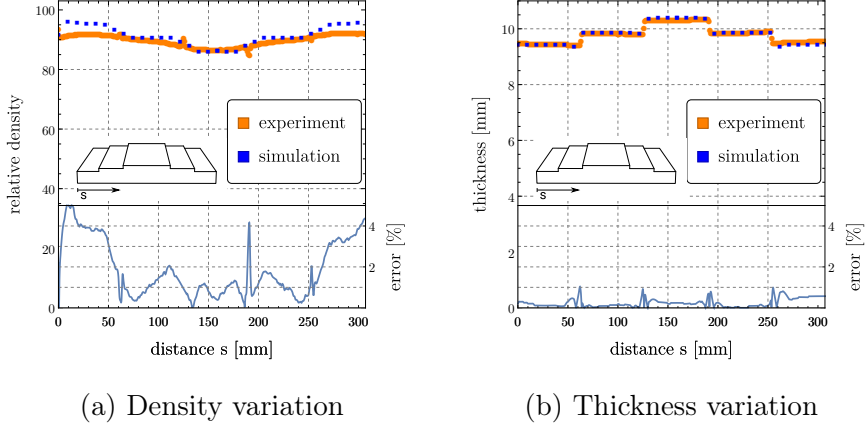 100
80
60
40
20
0
relative density
experiment
simulation
s
4
2
error [%]
0 50 100 150 200 250 300
distance s [mm]
(a) Density variation
10
8
6
4
2
0
thickness [mm]
experiment
simulation
s
4
2
error [%]
0 50 100 150 200 250 300
distance s [mm]
(b) Thickness variation